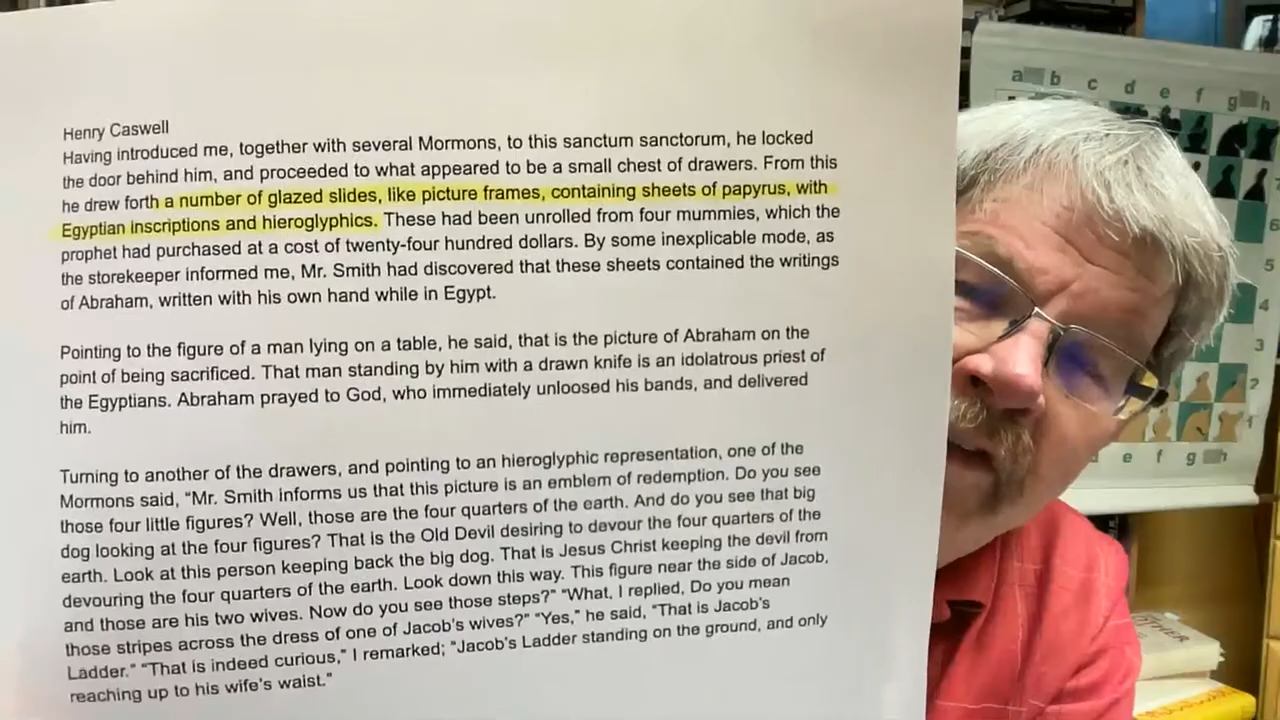 Henry Caswell
Having introduced me, together with several Mormons, to this sanctum sanctorum, he locked
the door behind him, and proceeded to what appeared to be a small chest of drawers. From this
he drew forth a number of glazed slides, like picture frames, containing sheets of papyrus, with
Egyptian inscriptions and hieroglyphics. These had been unrolled from four mummies, which the
prophet had purchased at a cost of twenty-four hundred dollars. By some inexplicable mode, as
the storekeeper informed me, Mr. Smith had discovered that these sheets contained the writings
of Abraham, written with his own hand while in Egypt.
Pointing to the figure of a man lying on a table, he said, that is the picture of Abraham on the
point of being sacrificed. That man standing by him with a drawn knife is an idolatrous priest of
the Egyptians. Abraham prayed to God, who immediately unloosed his bands, and delivered
him.
Turning to another of the drawers, and pointing to an hieroglyphic representation, one of the
Mormons said, “Mr. Smith informs us that this picture is an emblem of redemption. Do you see
those four little figures? Well, those are the four quarters of the earth. And do you see that big
dog looking at the four figures? That is the Old Devil desiring to devour the four quarters of the
earth. Look at this person keeping back the big dog. That is Jesus Christ keeping the devil from
devouring the four quarters of the earth. Look down this way. This figure near the side of Jacob,
and those are his two wives. Now do you see those steps?” “What, I replied, Do you mean
those stripes across the dress of one of Jacob’s wives?” “Yes,” he said, “That is Jacob’s
Ladder.” “That is indeed curious,” I remarked; “Jacob’s Ladder standing on the ground, and only
reaching up to his wife’s waist.”
a b c d e f g h
6
5
4
3
2
1
e f g h